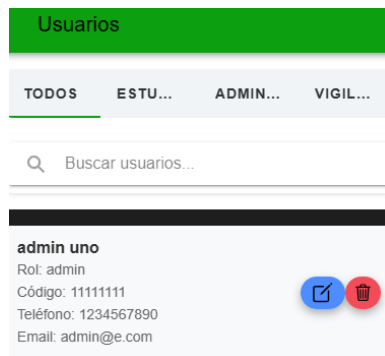 Usuarios
TODOS ESTU... ADMIN... VIGIL...
Buscar usuarios...
admin uno
Rol: admin
Código: 11111111
Teléfono: 1234567890
Email: admin@e.com